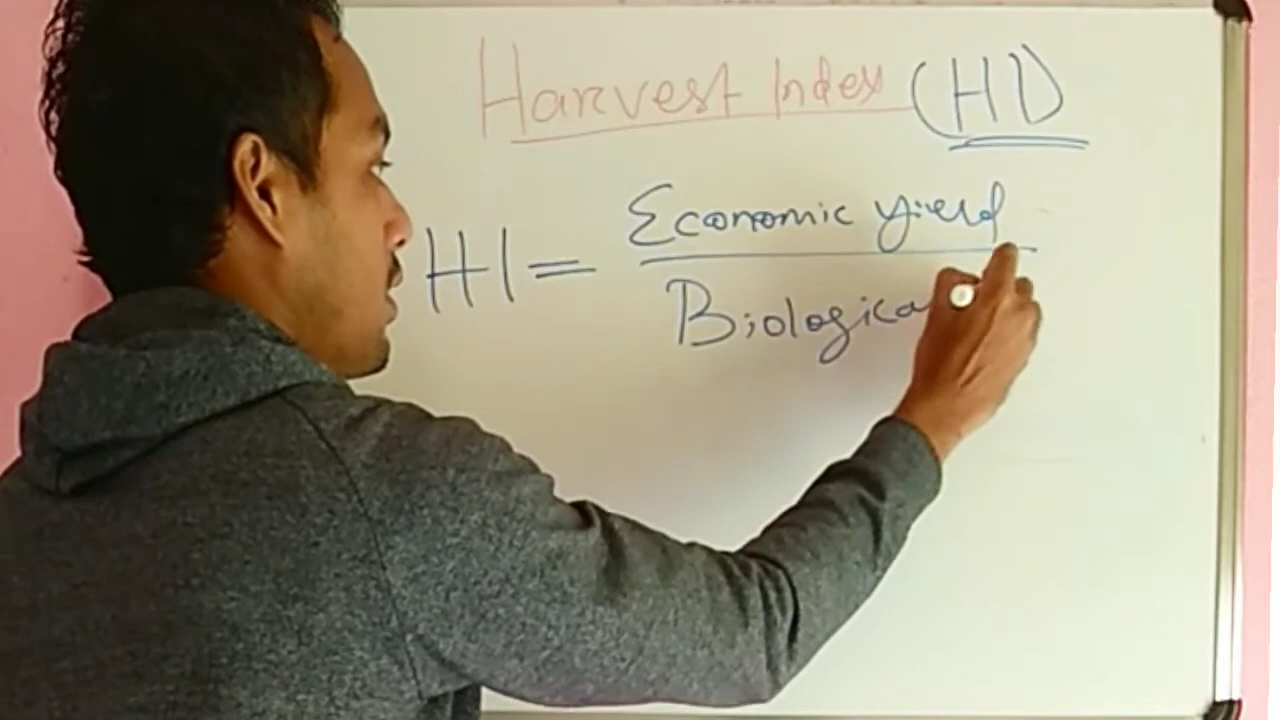 Harvest Index (HI)
HI = Economic yield
Biologica